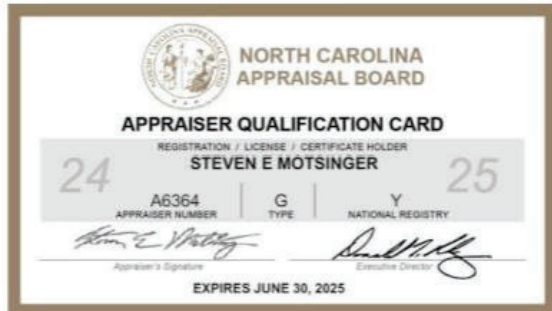 NORTH CAROLINA
APPRAISAL BOARD
APPRAISER QUALIFICATION CARD
REGISTRATION / LICENSE / CERTIFICATE HOLDER
STEVEN E MOTSINGER
24
25
A6364 G Y
APPRAISER NUMBER TYPE NATIONAL REGISTRY
Appraiser's Signature Executive Director
EXPIRES JUNE 30, 2025